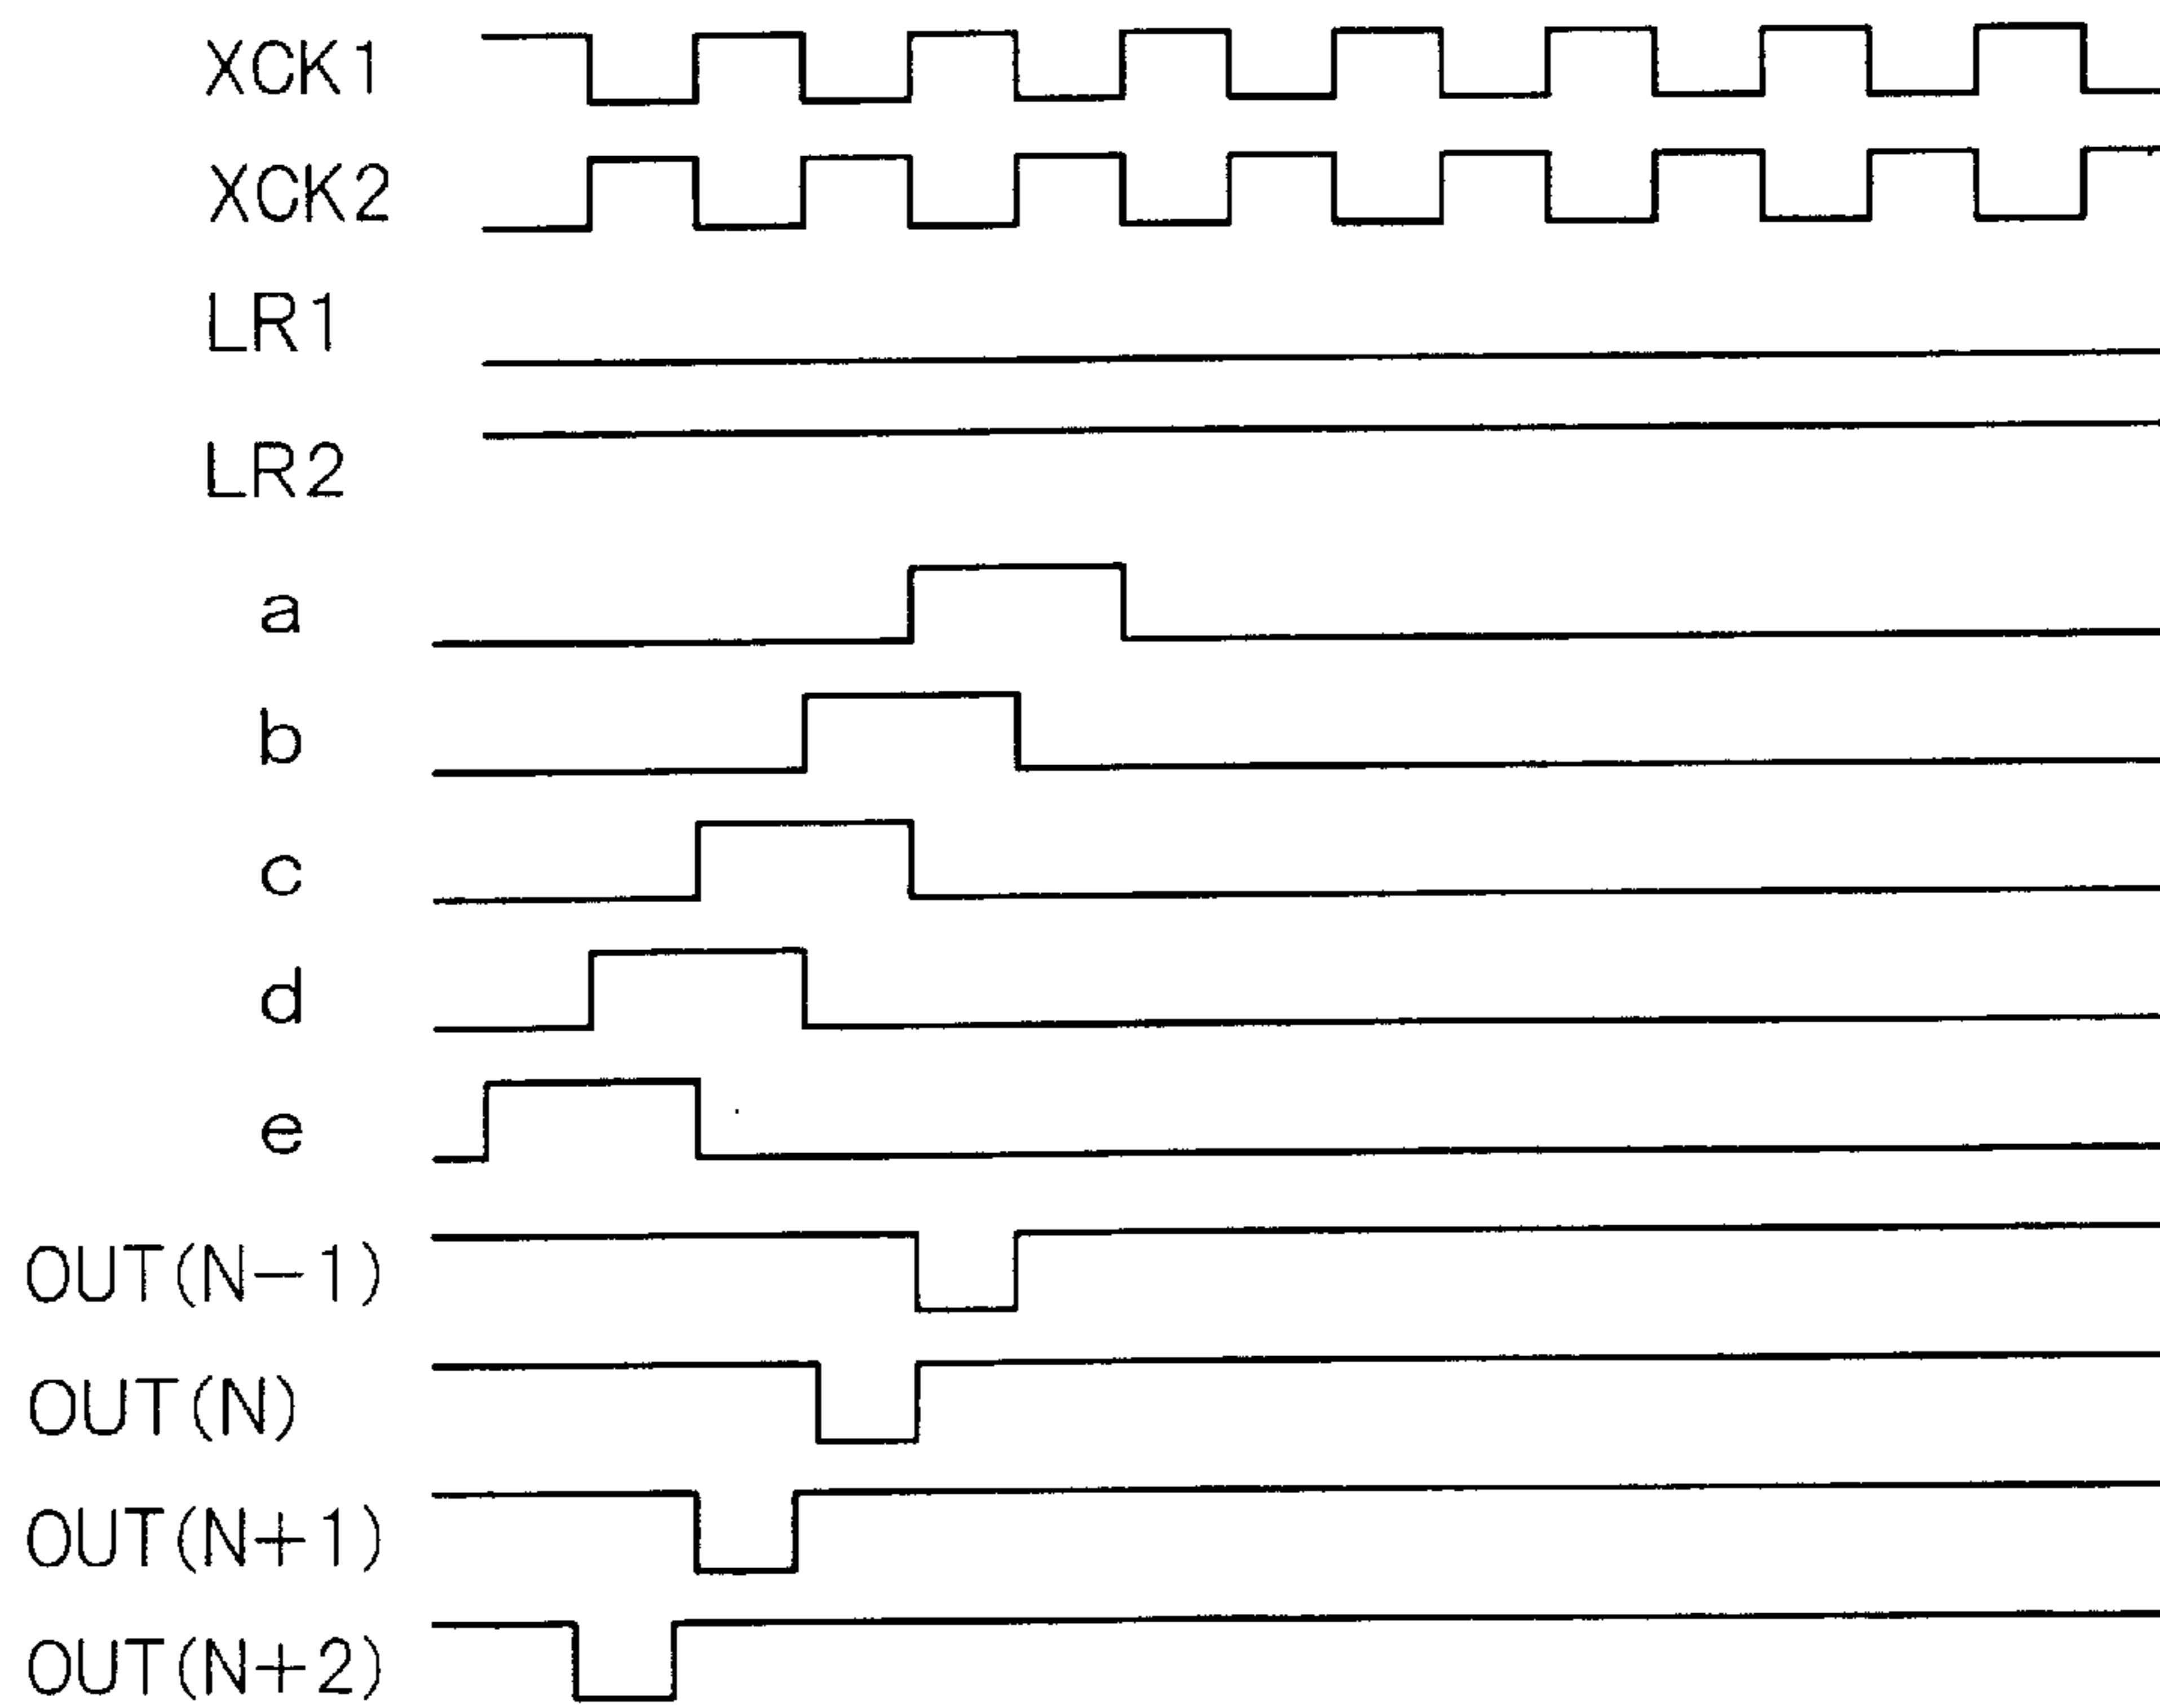 XCK1
XCK2
LR1
LR2
a
b
c
d
e
OUT(N-1)
OUT(N)
OUT(N+1)
OUT(N+2)